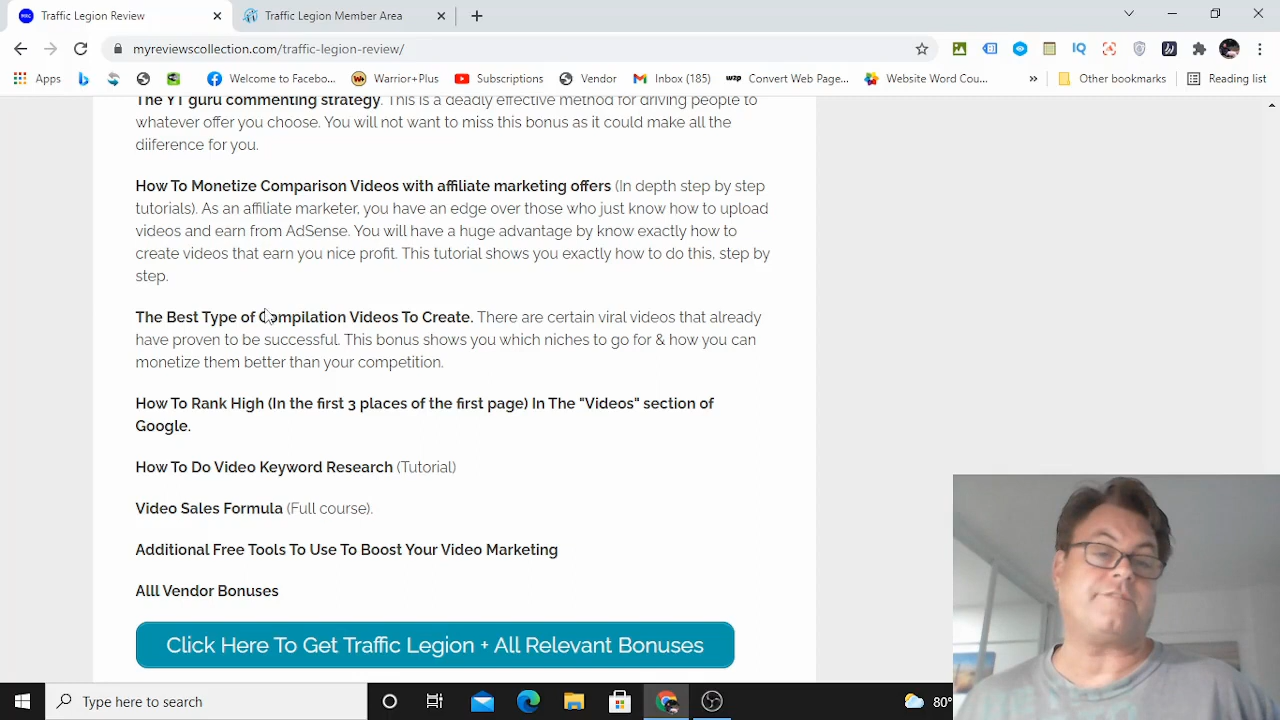 Traffic Legion Review
Traffic Legion Member Area
myreviewscollection.com/traffic-legion-review/
Apps
Welcome to Facebo...
Warrior+Plus
Subscriptions
Vendor
Inbox (185)
Convert Web Page...
Website Word Cou...
Other bookmarks
Reading list
The YT guru commenting strategy. This is a deadly effective method for driving people to
whatever offer you choose. You will not want to miss this bonus as it could make all the
diiference for you.
How To Monetize Comparison Videos with affiliate marketing offers (In depth step by step
tutorials). As an affiliate marketer, you have an edge over those who just know how to upload
videos and earn from AdSense. You will have a huge advantage by know exactly how to
create videos that earn you nice profit. This tutorial shows you exactly how to do this, step by
step.
The Best Type of Compilation Videos To Create. There are certain viral videos that already
have proven to be successful. This bonus shows you which niches to go for & how you can
monetize them better than your competition.
How To Rank High (In the first 3 places of the first page) In The "Videos" section of
Google.
How To Do Video Keyword Research (Tutorial)
Video Sales Formula (Full course).
Additional Free Tools To Use To Boost Your Video Marketing
Alll Vendor Bonuses
Click Here To Get Traffic Legion + All Relevant Bonuses
Type here to search
80°